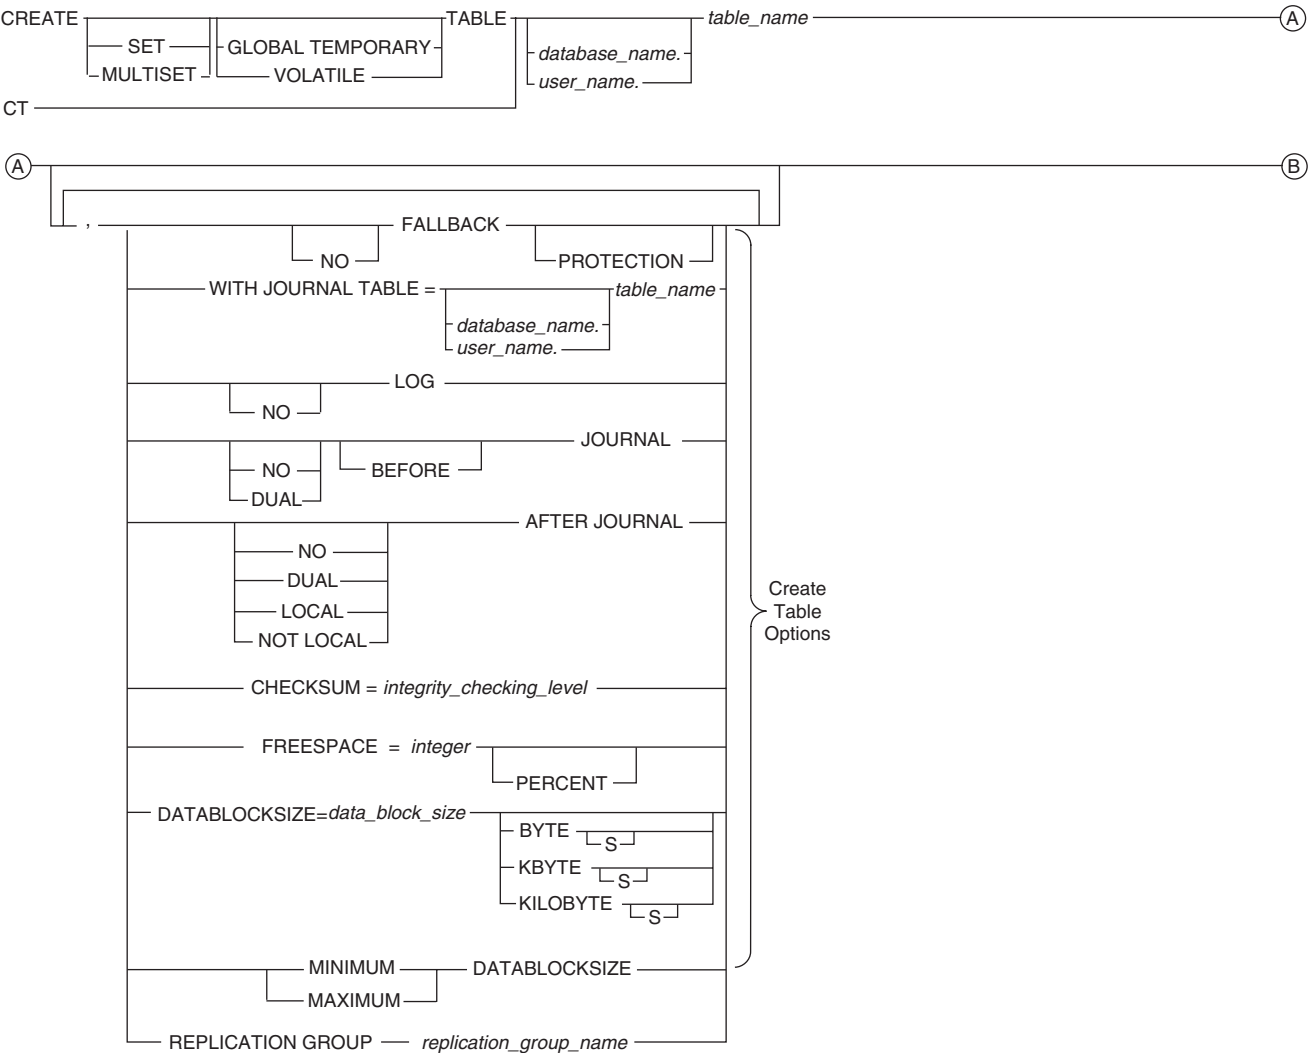 CREATE TABLE table_name A
SET GLOBAL TEMPORARY database_name.
MULTISET VOLATILE user_name.
CT
A B
, FALLBACK
NO PROTECTION
WITH JOURNAL TABLE = table_name
database_name.
user_name.
LOG
NO
JOURNAL
NO BEFORE
DUAL
AFTER JOURNAL
NO
DUAL
LOCAL
NOT LOCAL
Create
Table
Options
CHECKSUM = integrity_checking_level
FREESPACE = integer
PERCENT
DATABLOCKSIZE=data_block_size
BYTE S
KBYTE S
KILOBYTE S
MINIMUM DATABLOCKSIZE
MAXIMUM
REPLICATION GROUP replication_group_name